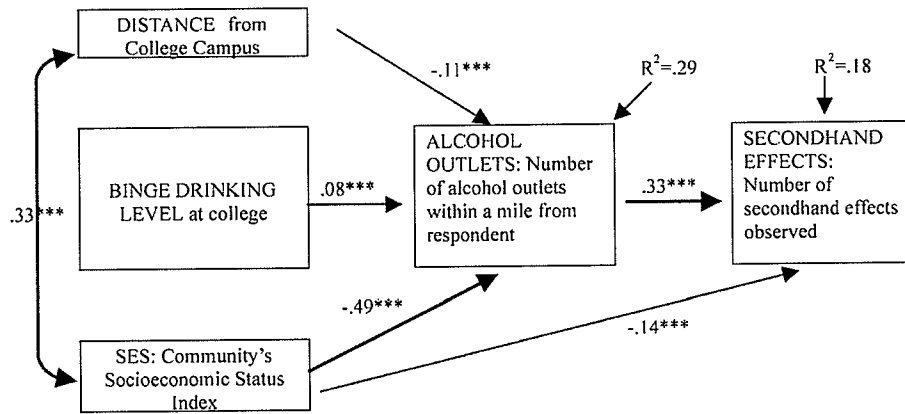 DISTANCE from
College Campus
-.11***
R²=.29
R²=.18
BINGE DRINKING
LEVEL at college
.08***
ALCOHOL
OUTLETS: Number
of alcohol outlets
within a mile from
respondent
.33***
SECONDHAND
EFFECTS:
Number of
secondhand effects
observed
.33***
-.49***
-.14***
SES: Community's
Socioeconomic Status
Index